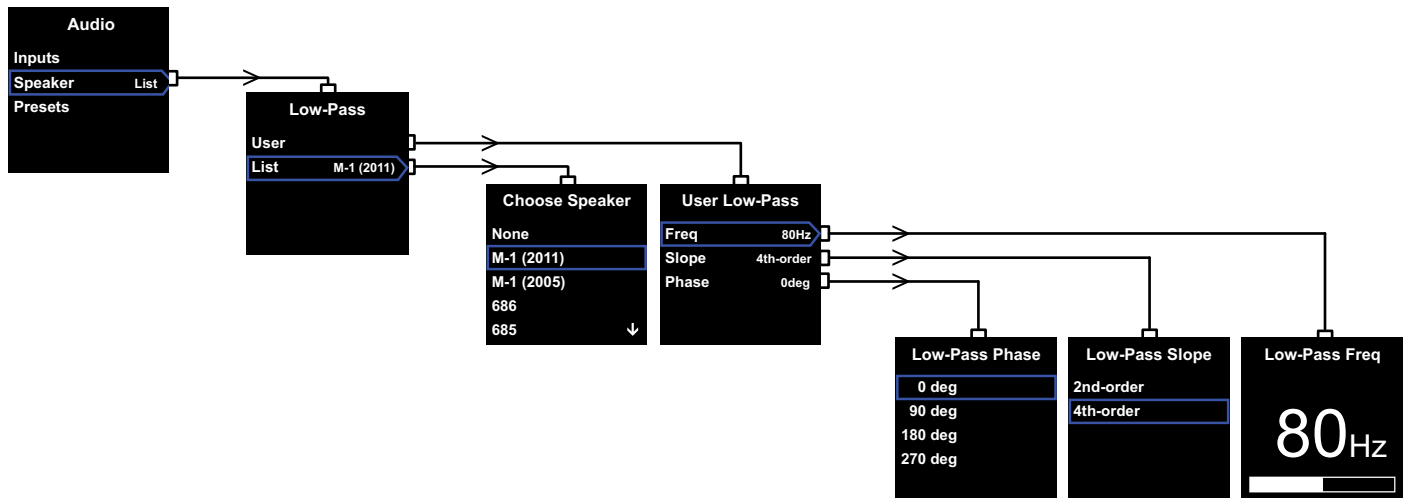 Audio
Inputs
Speaker List
Presets
Low-Pass
User
List M-1 (2011)
Choose Speaker
None
M-1 (2011)
M-1 (2005)
686
685
User Low-Pass
Freq 80Hz
Slope 4th-order
Phase 0deg
Low-Pass Phase
0 deg
90 deg
180 deg
270 deg
Low-Pass Slope
2nd-order
4th-order
Low-Pass Freq
80Hz